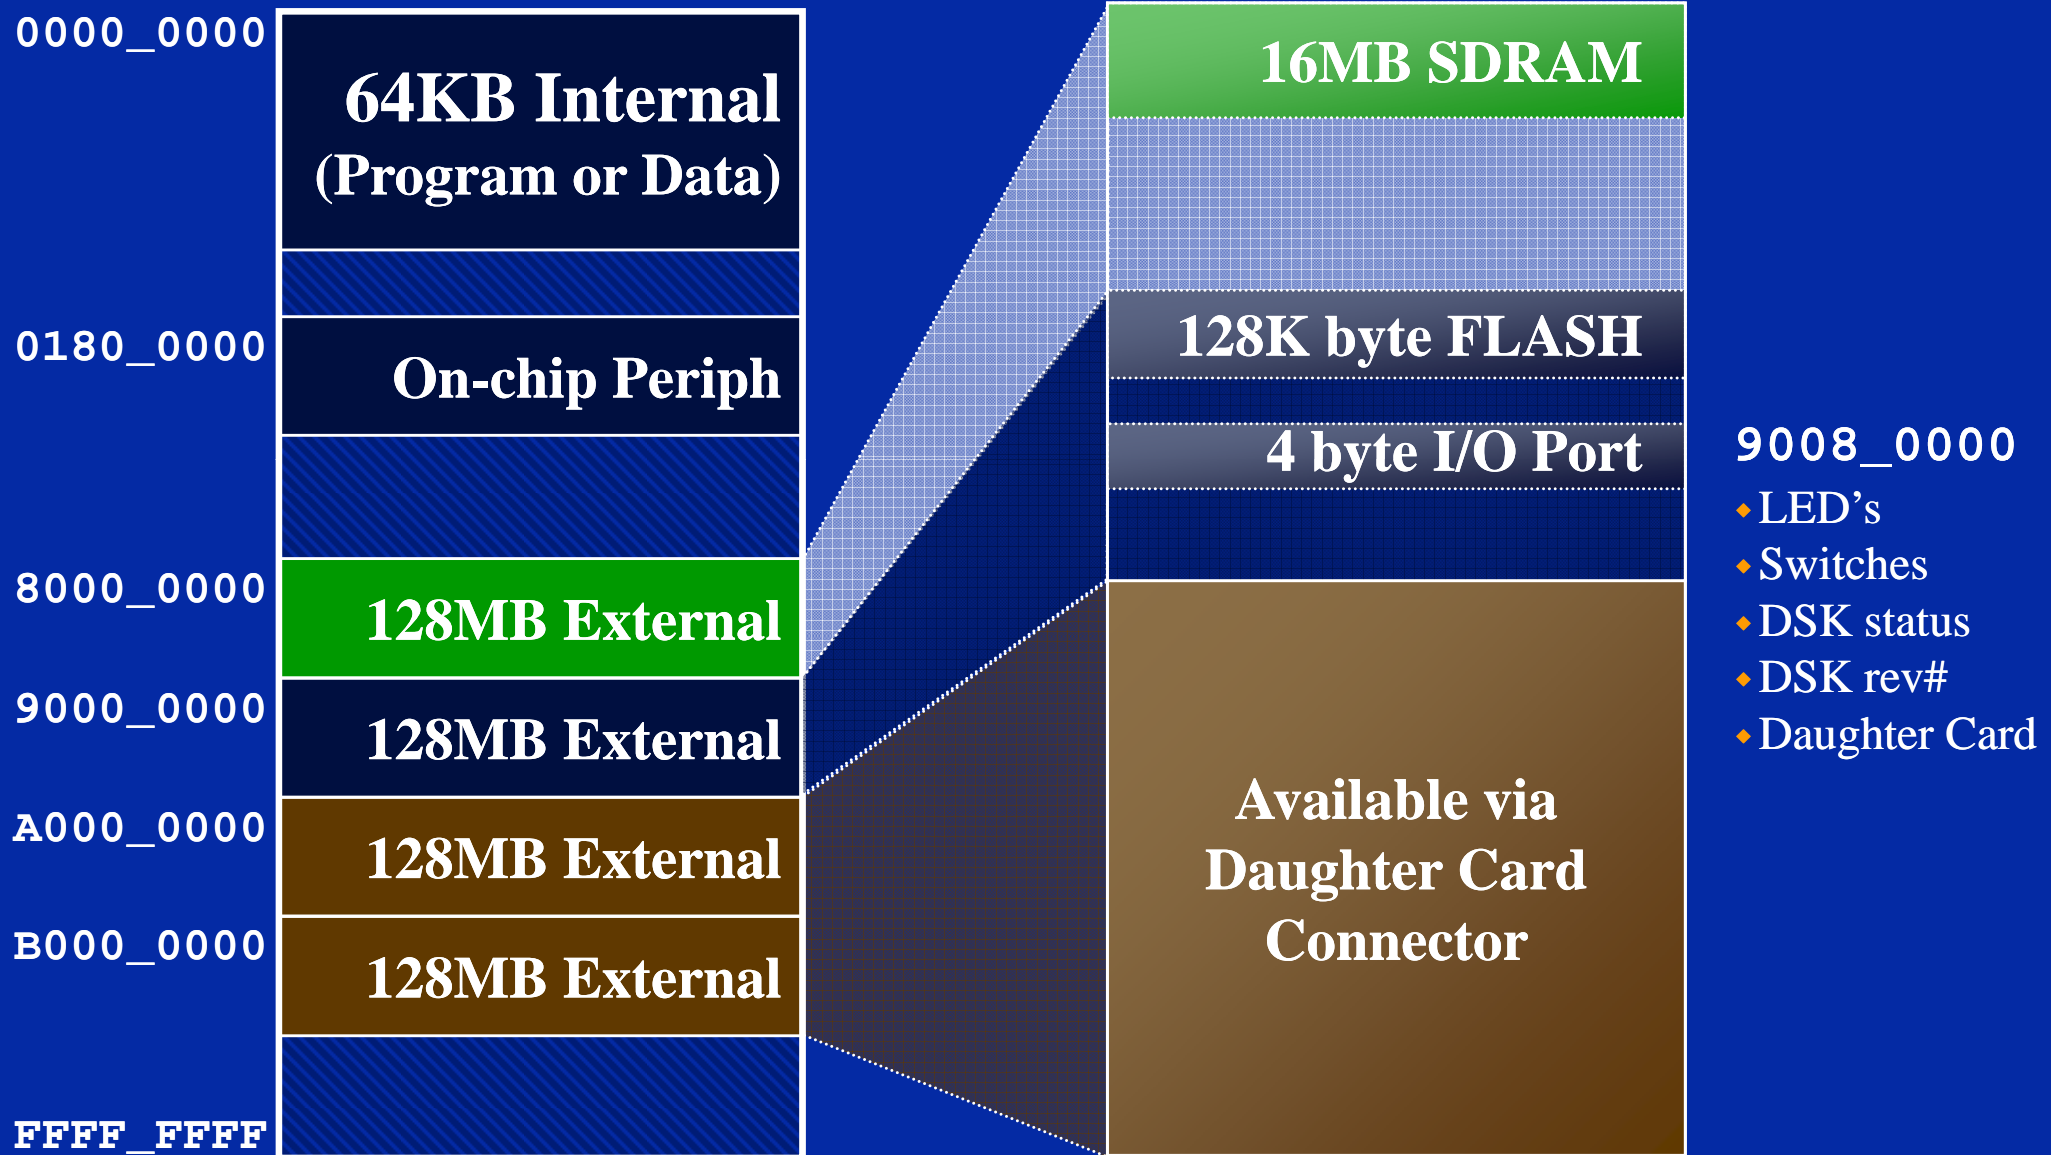 0000_0000
64KB Internal
(Program or Data)
0180_0000
On-chip Periph
8000_0000
128MB External
9000_0000
128MB External
A000_0000
128MB External
B000_0000
128MB External
FFFF_FFFF
16MB SDRAM
128K byte FLASH
4 byte I/O Port
Available via
Daughter Card
Connector
9008_0000
LED’s
Switches
DSK status
DSK rev#
Daughter Card